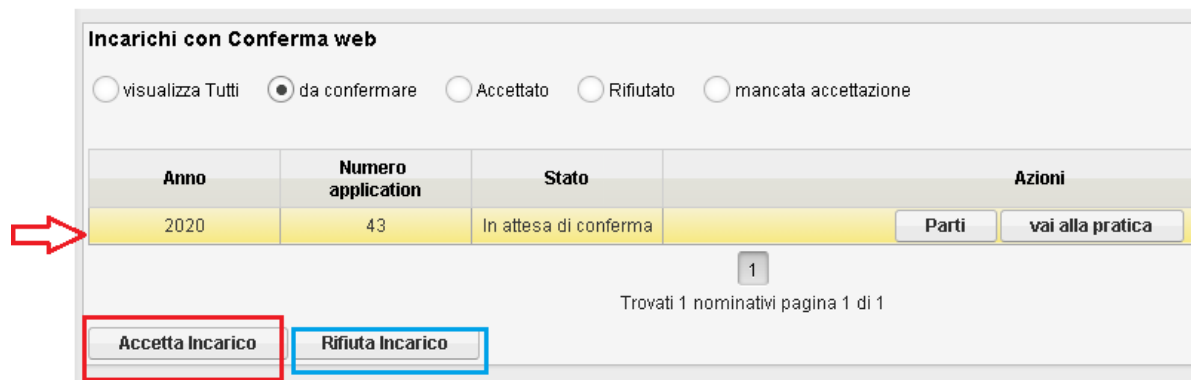 Incarichi con Conferma web
visualizza Tutti da confermare Accettato Rifiutato mancata accettazione
Anno Numero application Stato Azioni
2020 43 In attesa di conferma Parti vai alla pratica
1
Trovati 1 nominativi pagina 1 di 1
Accetta Incarico Rifiuta Incarico